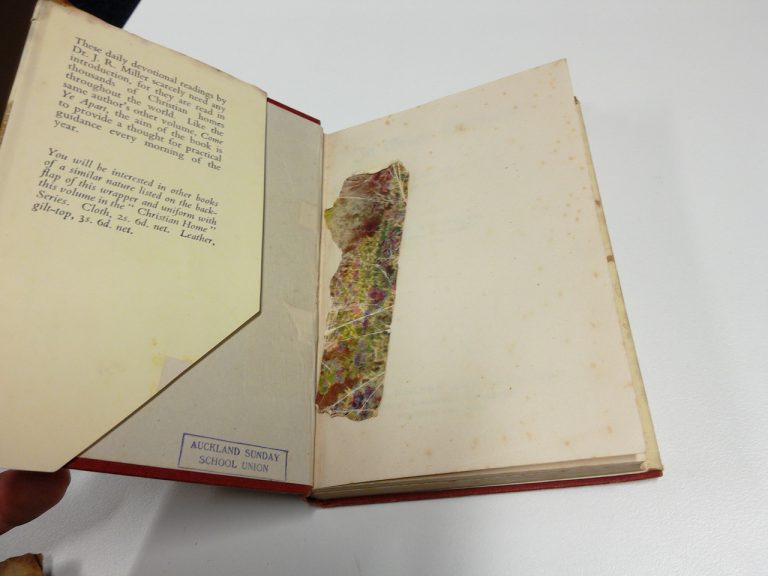 These daily devotional readings by
Dr. J. R. Miller scarcely need any
introduction, for they are read in
thousands of Christian homes
throughout the world. Like the
same author's other volume, Come
Ye Apart, the aim of the book is
to provide a thought for practical
guidance every morning of the
year.
You will be interested in other books
of a similar nature listed on the back-
flap of this wrapper and uniform with
this volume in the "Christian Home"
Series. Cloth, 2s. 6d. net. Leather,
gilt-top, 3s. 6d. net.
AUCKLAND SUNDAY
SCHOOL UNION